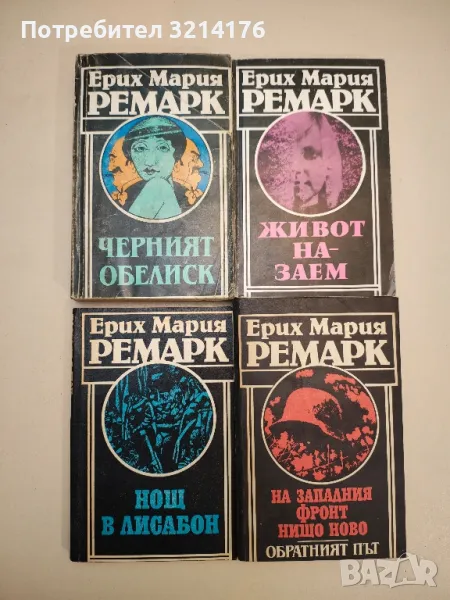 Потребител 3214176
Ерих Мария
РЕМАРК
ЧЕРНИЯТ
ОБЕЛИСК
Ерих Мария
РЕМАРК
ЖИВОТ
НА-
ЗАЕМ
Ерих Мария
РЕМАРК
НОЩ
В ЛИСАБОН
Ерих Мария
РЕМАРК
НА ЗАПАДНИЯ
ФРОНТ
НИЩО НОВО
ОБРАТНИЯТ ПЪТ
BAZAR